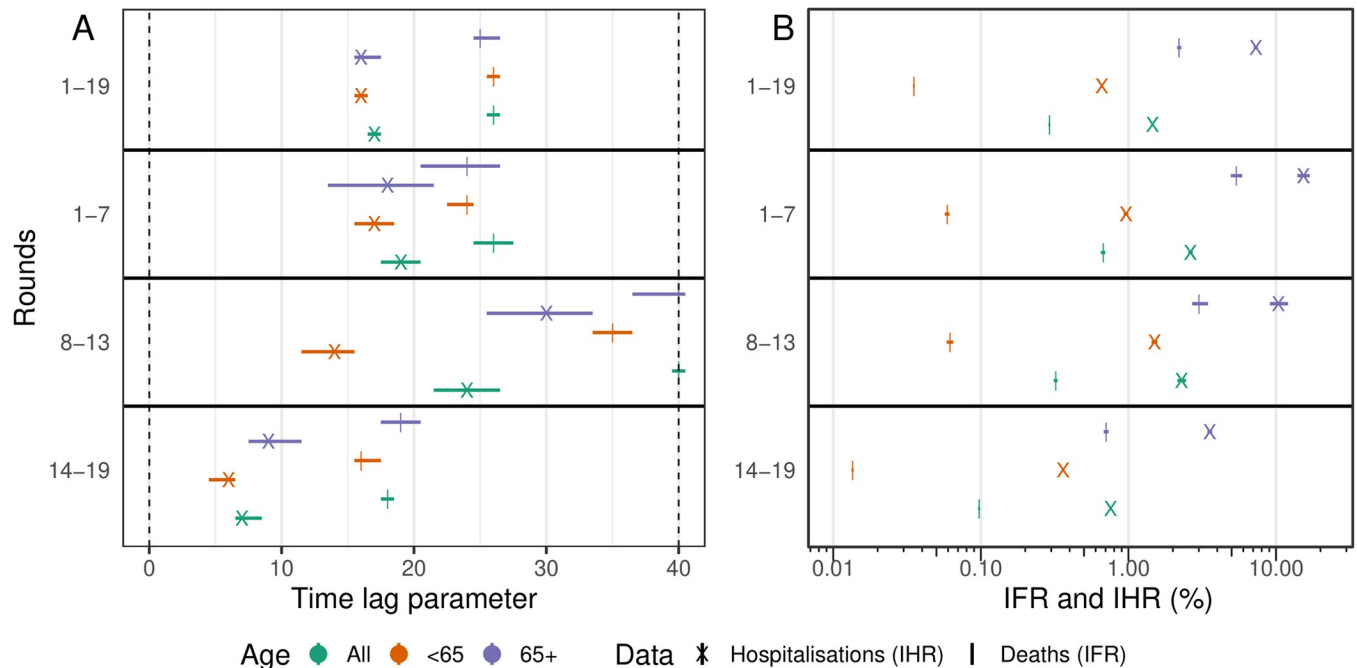 A
B
Rounds
1−19
1−7
8−13
14−19
1−19
1−7
8−13
14−19
0 10 20 30 40
0.01 0.10 1.00 10.00
Time lag parameter
IFR and IHR (%)
Age All <65 65+ Data Hospitalisations (IHR) Deaths (IFR)